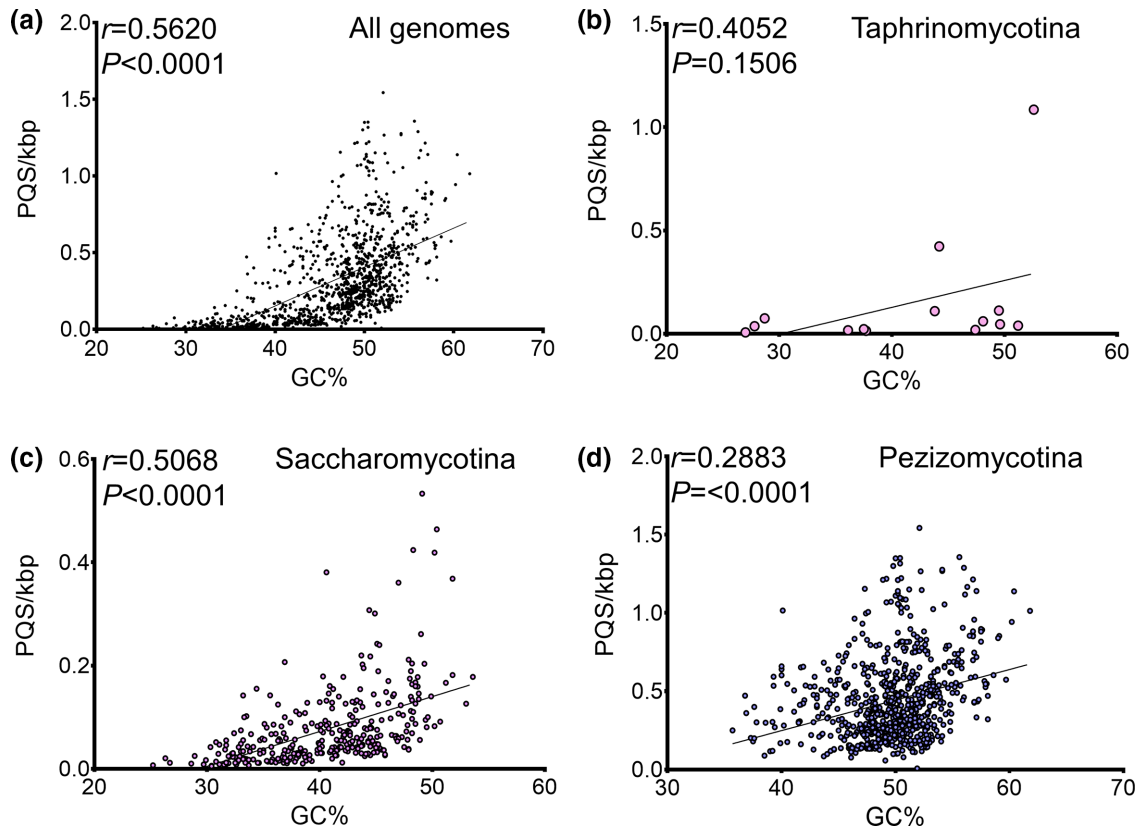 (a)
r=0.5620
P<0.0001
All genomes
PQS/kbp
2.0
1.5
1.0
0.5
0.0
20 30 40 50 60 70
GC%
(b)
r=0.4052
P=0.1506
Taphrinomycotina
PQS/kbp
1.5
1.0
0.5
0.0
20 30 40 50 60
GC%
(c)
r=0.5068
P<0.0001
Saccharomycotina
PQS/kbp
0.6
0.4
0.2
0.0
20 30 40 50 60
GC%
(d)
r=0.2883
P=<0.0001
Pezizomycotina
PQS/kbp
2.0
1.5
1.0
0.5
0.0
30 40 50 60 70
GC%